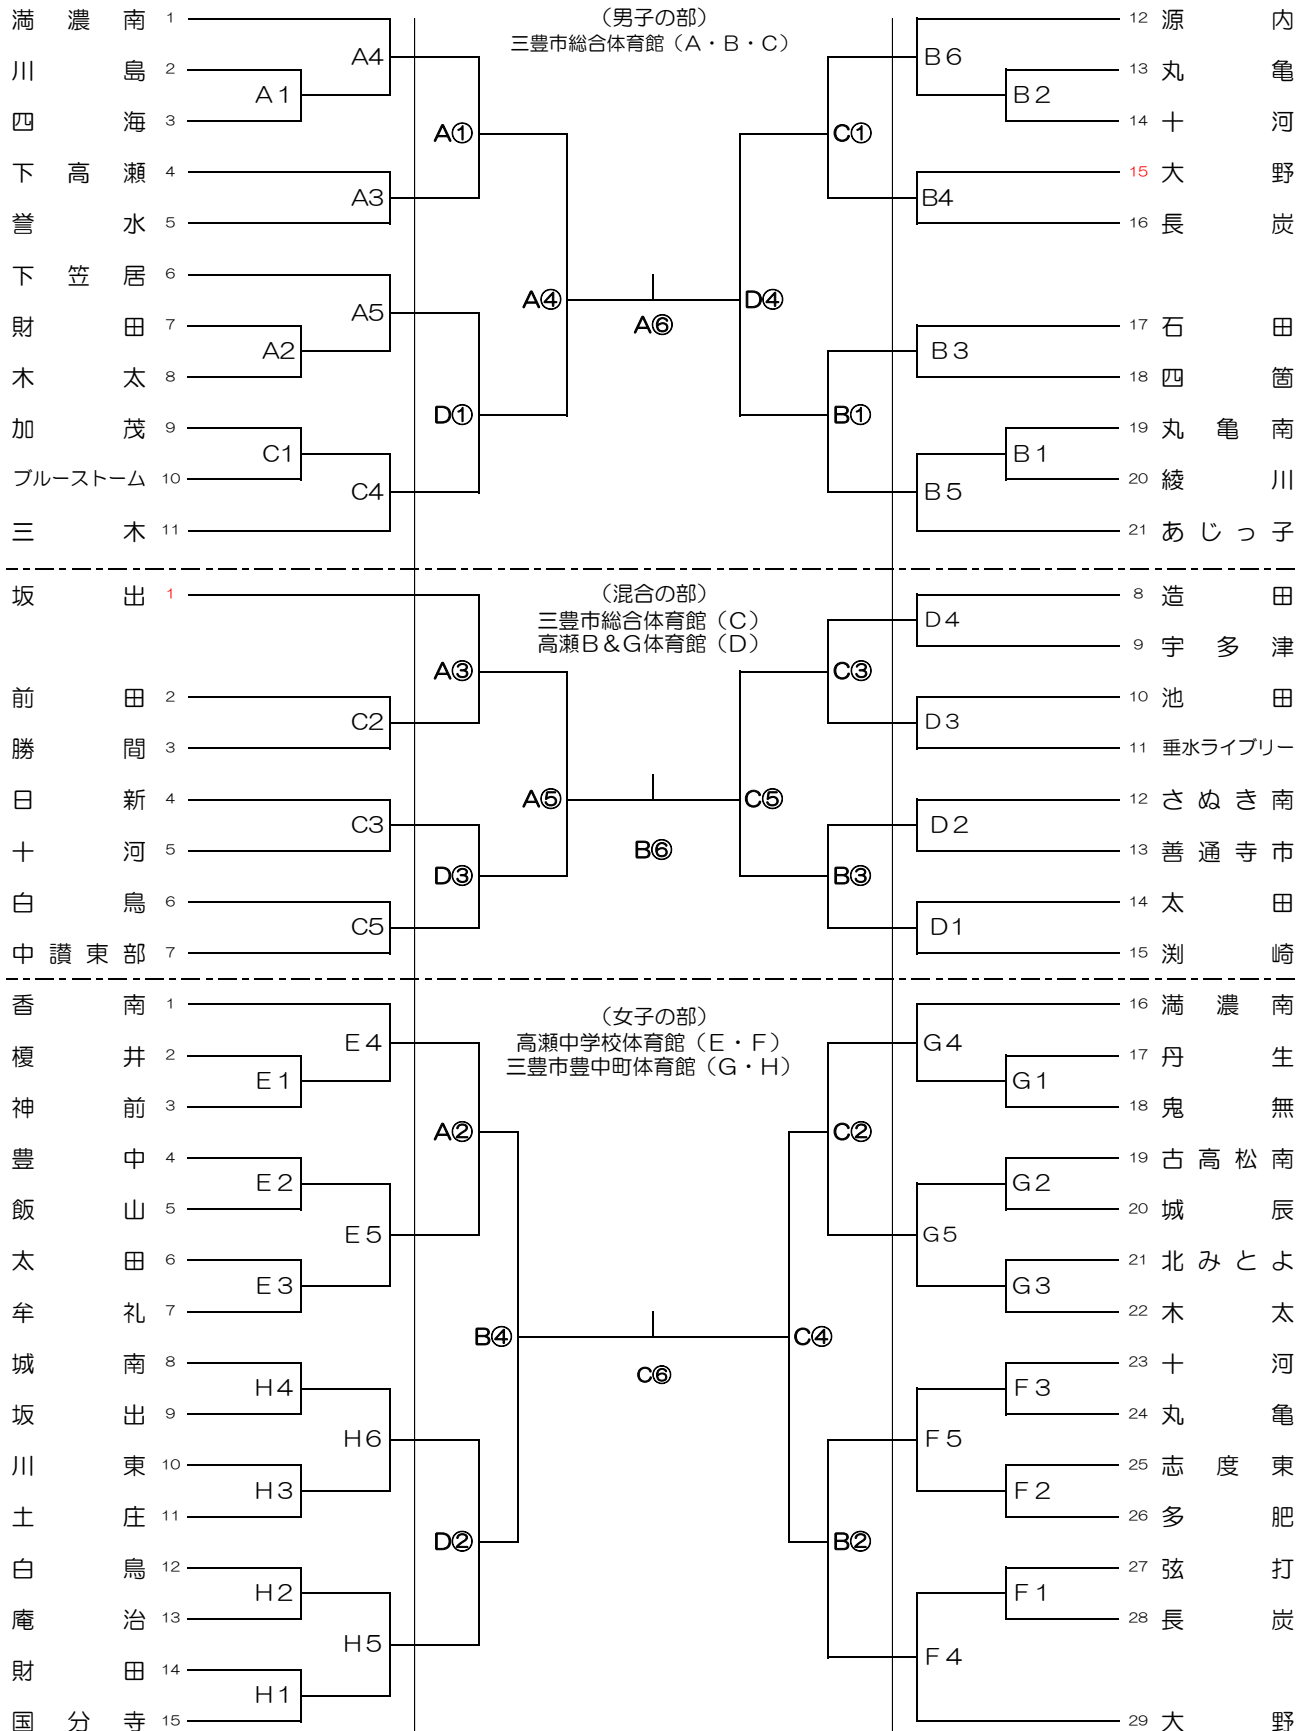 (男子の部)
三豊市総合体育館(A・B・C)
満濃南 1
川島 2
四海 3
下高瀬 4
誉水 5
下笠居 6
財田 7
木太 8
加茂 9
ブルーストーム 10
三木 11
A4
A1
A①
A3
A5
A2
D①
C1
C4
A④
A⑥
D④
C①
B①
B6
B2
B4
B3
B1
B5
12 源内
13 丸亀
14 十河
15 大野
16 長炭
17 石田
18 四箇
19 丸亀南
20 綾川
21 あじっ子
(混合の部)
三豊市総合体育館(C)
高瀬B&G体育館(D)
坂出 1
前田 2
勝間 3
日新 4
十河 5
白鳥 6
中讃東部 7
A③
C2
C3
D③
C5
A⑤
B⑥
C⑤
C③
B③
D4
D3
D2
D1
8 造田
9 宇多津
10 池田
11 垂水ライブリー
12 さぬき南
13 善通寺市
14 太田
15 渕崎
(女子の部)
高瀬中学校体育館(E・F)
三豊市豊中町体育館(G・H)
香南 1
榎井 2
神前 3
豊中 4
飯山 5
太田 6
牟礼 7
城南 8
坂出 9
川東 10
土庄 11
白鳥 12
庵治 13
財田 14
国分寺 15
E4
E1
A②
E2
E5
E3
B④
H4
H6
H3
D②
H2
H5
H1
C⑥
C④
C②
B②
G4
G1
G2
G5
G3
F3
F5
F2
F1
F4
16 満濃南
17 丹生
18 鬼無
19 古高松南
20 城辰
21 北みとよ
22 木太
23 十河
24 丸亀
25 志度東
26 多肥
27 弦打
28 長炭
29 大野